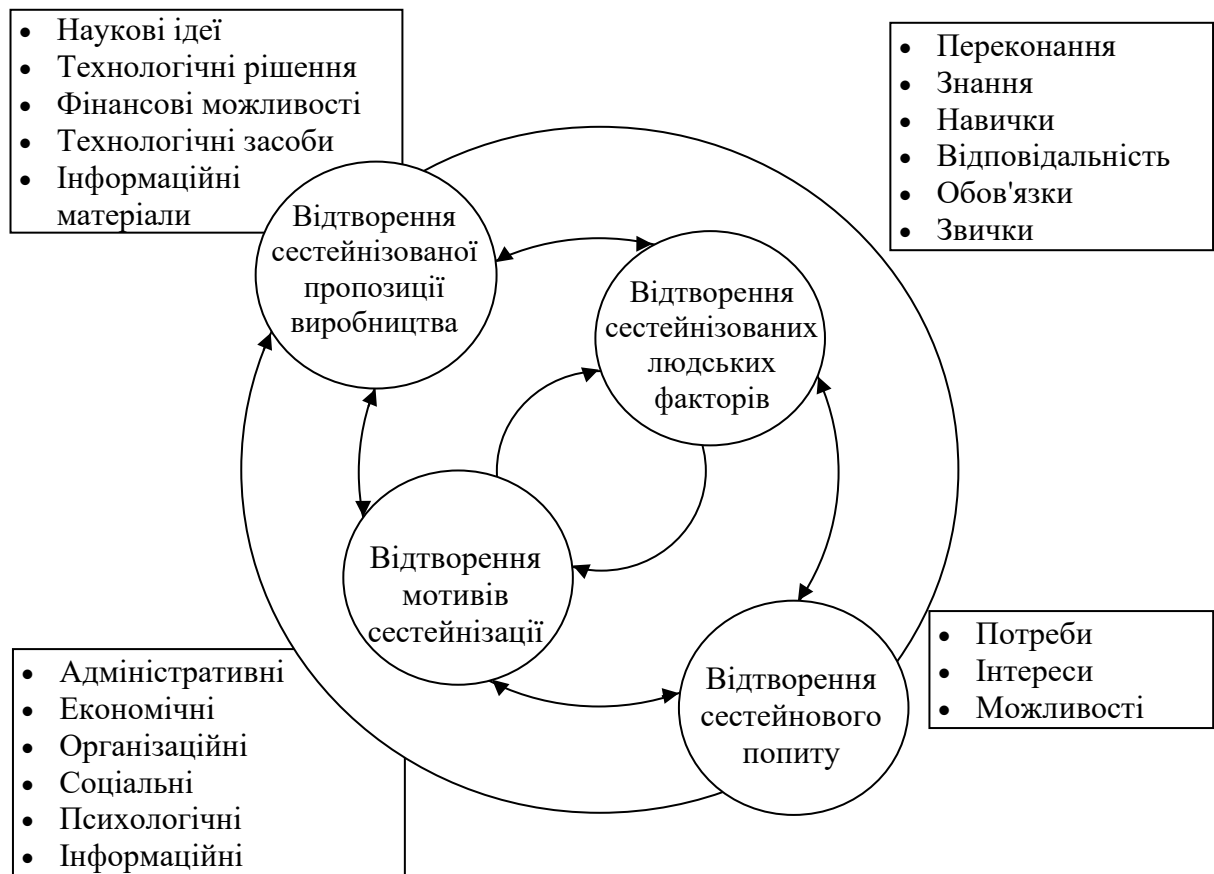 • Наукові ідеї
• Технологічні рішення
• Фінансові можливості
• Технологічні засоби
• Інформаційні
матеріали
• Переконання
• Знання
• Навички
• Відповідальність
• Обов'язки
• Звички
Відтворення
сестейнізованої
пропозиції
виробництва
Відтворення
сестейнізованих
людських
факторів
Відтворення
мотивів
сестейнізації
Відтворення
сестейнового
попиту
• Потреби
• Інтереси
• Можливості
• Адміністративні
• Економічні
• Організаційні
• Соціальні
• Психологічні
• Інформаційні